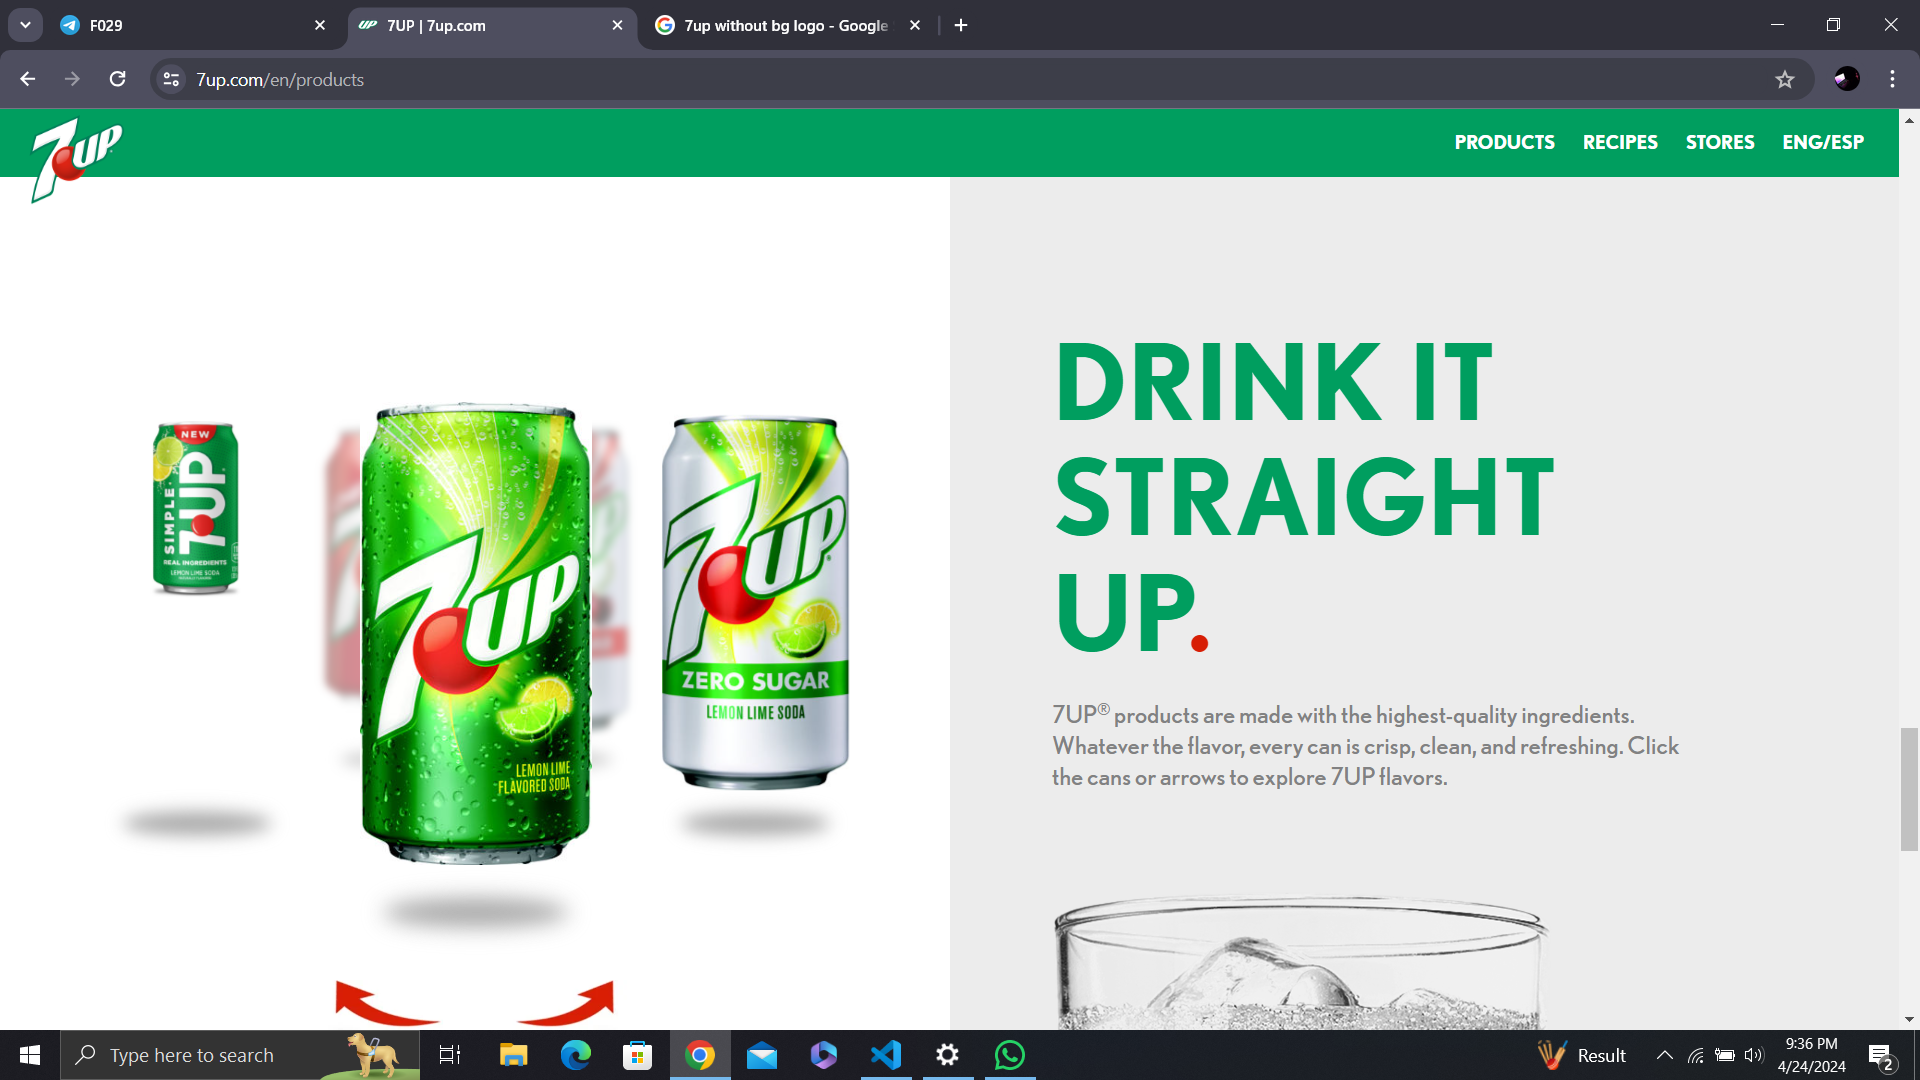 F029
7UP | 7up.com
7up without bg logo - Google
7up.com/en/products
7UP
PRODUCTS
RECIPES
STORES
ENG/ESP
NEW
SIMPLE
7UP
REAL INGREDIENTS
LEMON LIME SODA
7UP
LEMON LIME
FLAVORED SODA
7UP
ZERO SUGAR
LEMON LIME SODA
DRINK IT
STRAIGHT
UP.
7UP® products are made with the highest-quality ingredients.
Whatever the flavor, every can is crisp, clean, and refreshing. Click
the cans or arrows to explore 7UP flavors.
Type here to search
Result
9:36 PM
4/24/2024
2